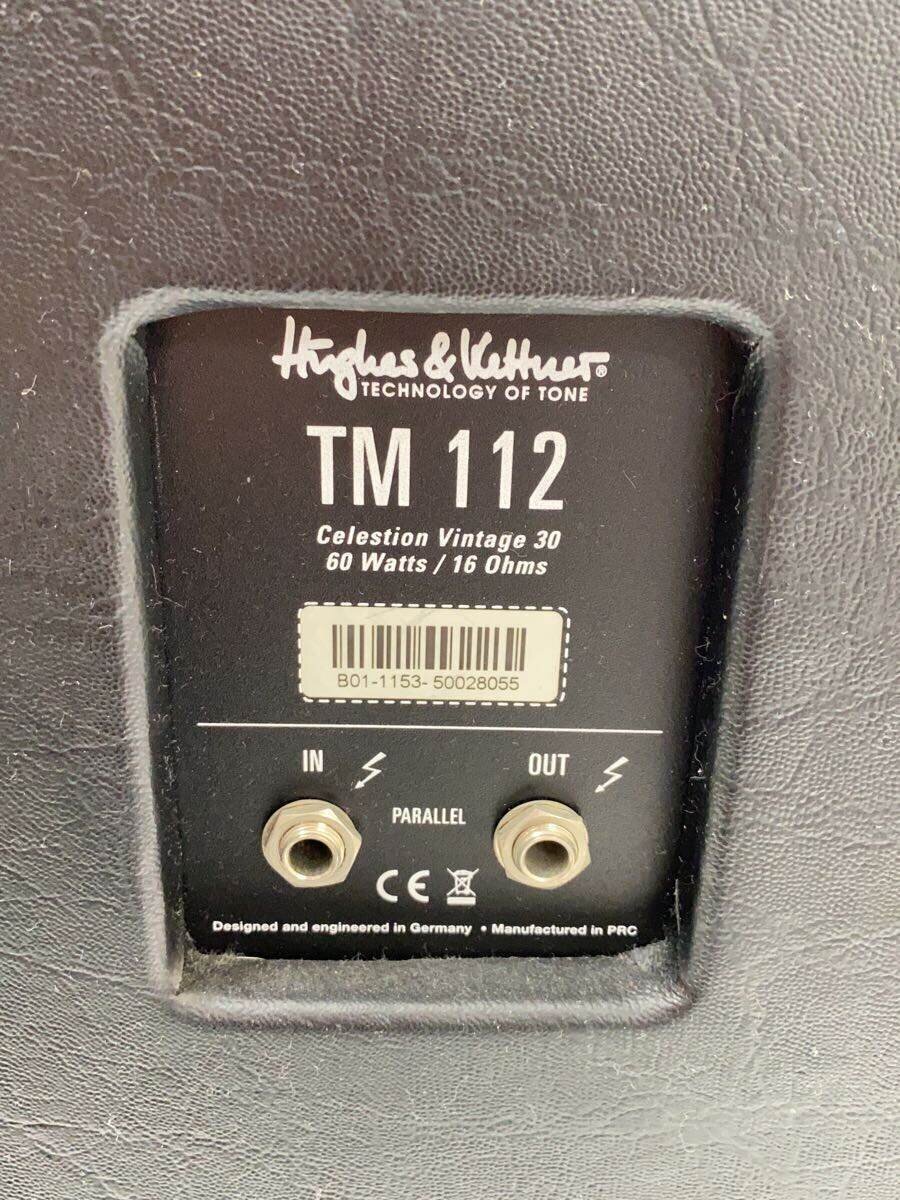 Hughes & Kettner®
TECHNOLOGY OF TONE
TM 112
Celestion Vintage 30
60 Watts / 16 Ohms
B01-1153- 50028055
IN OUT
PARALLEL
CE
Designed and engineered in Germany • Manufactured in PRC